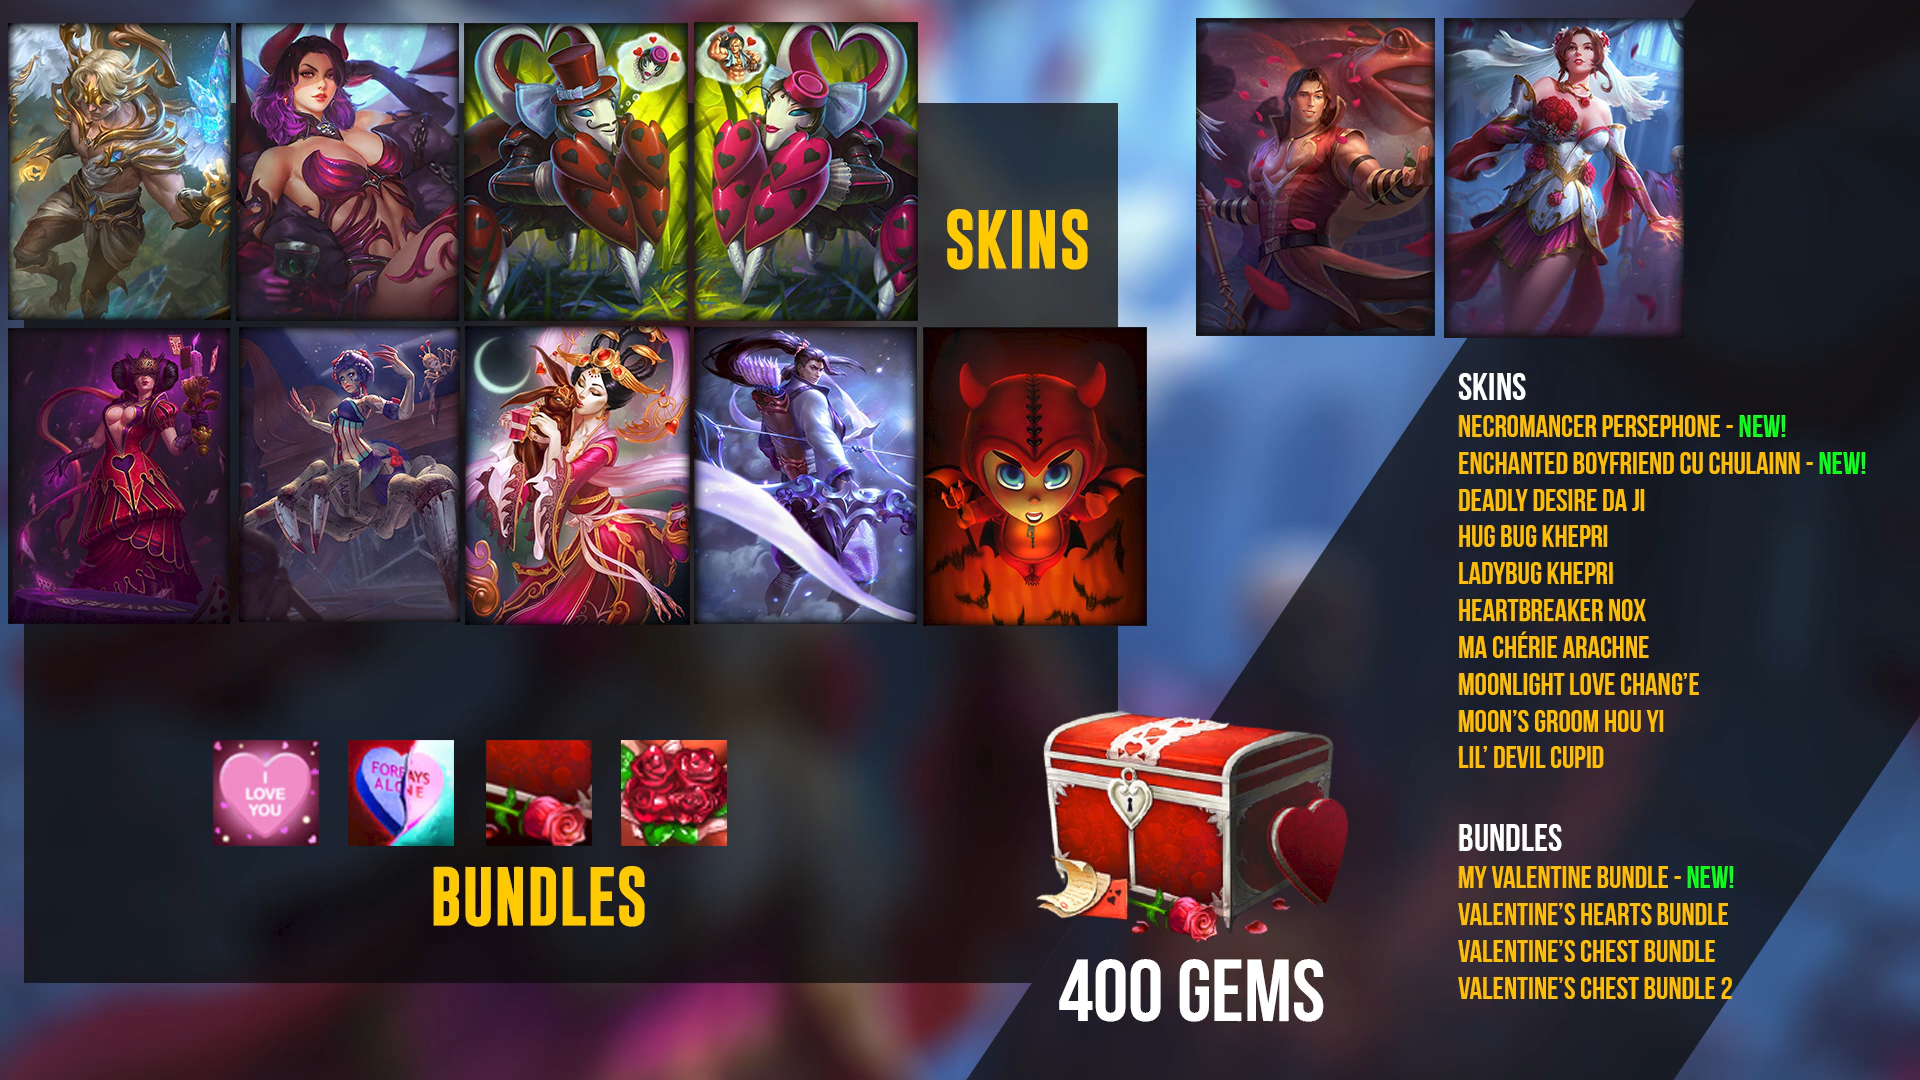 SKINS
I
LOVE
YOU
BUNDLES
400 GEMS
SKINS
NECROMANCER PERSEPHONE - NEW!
ENCHANTED BOYFRIEND CU CHULAINN - NEW!
DEADLY DESIRE DA JI
HUG BUG KHEPRI
LADYBUG KHEPRI
HEARTBREAKER NOX
MA CHÉRIE ARACHNE
MOONLIGHT LOVE CHANG'E
MOON'S GROOM HOU YI
LIL' DEVIL CUPID
BUNDLES
MY VALENTINE BUNDLE - NEW!
VALENTINE'S HEARTS BUNDLE
VALENTINE'S CHEST BUNDLE
VALENTINE'S CHEST BUNDLE 2